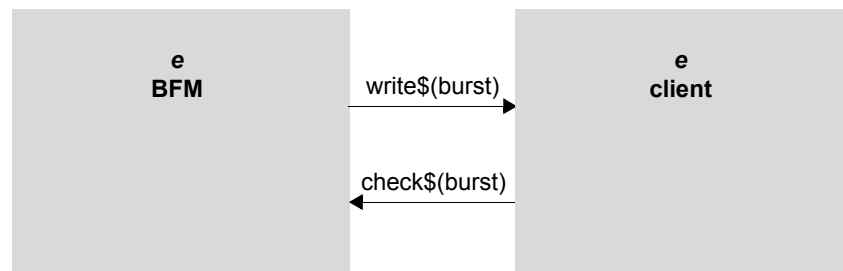 e
BFM
write$(burst)
check$(burst)
e
client